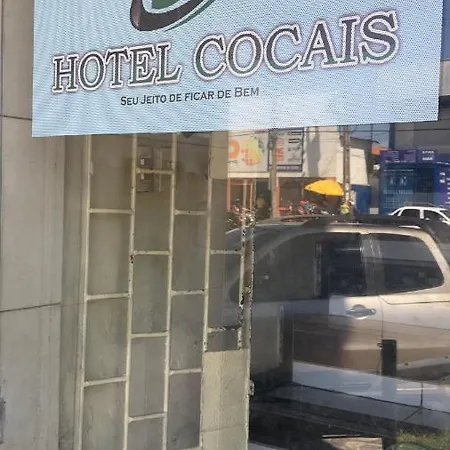 HOTEL COCAIS
SEU JEITO DE FICAR DE BEM